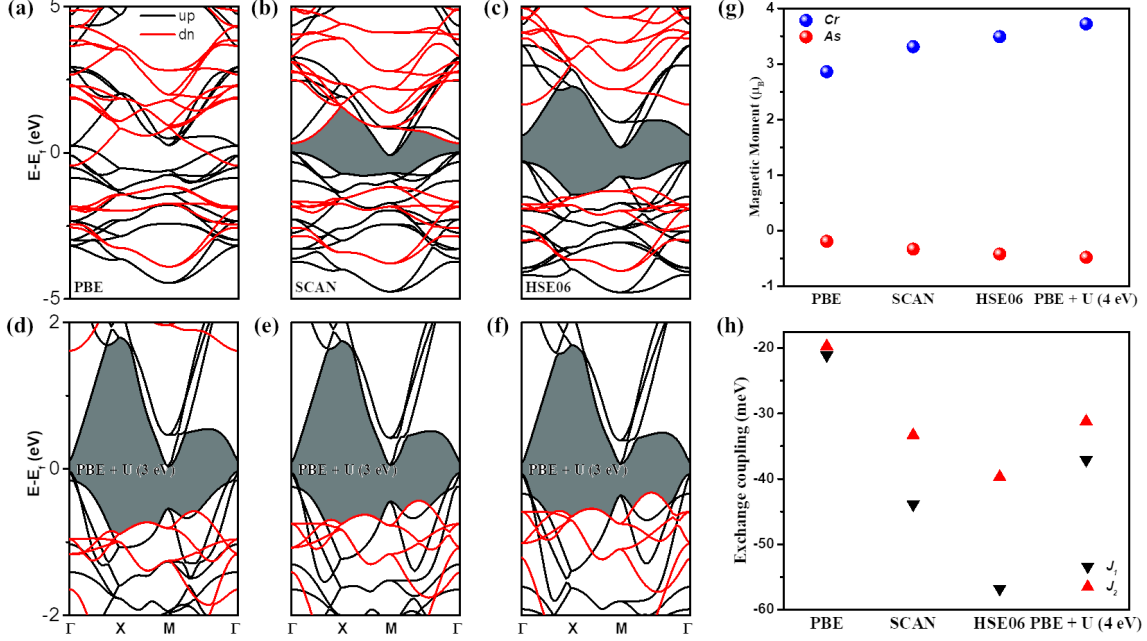 (a)
up
dn
(b)
(c)
5
0
-5
E-E_f (eV)
PBE
SCAN
HSE06
(d)
(e)
(f)
2
0
-2
E-E_f (eV)
PBE + U (3 eV)
PBE + U (3 eV)
PBE + U (3 eV)
Γ X M Γ X M Γ X M Γ
(g)
Cr
As
4
3
2
1
0
-1
Magnetic Moment (μ_B)
PBE SCAN HSE06 PBE + U (4 eV)
(h)
-20
-30
-40
-50
-60
Exchange coupling (meV)
J_1
J_2
PBE SCAN HSE06 PBE + U (4 eV)